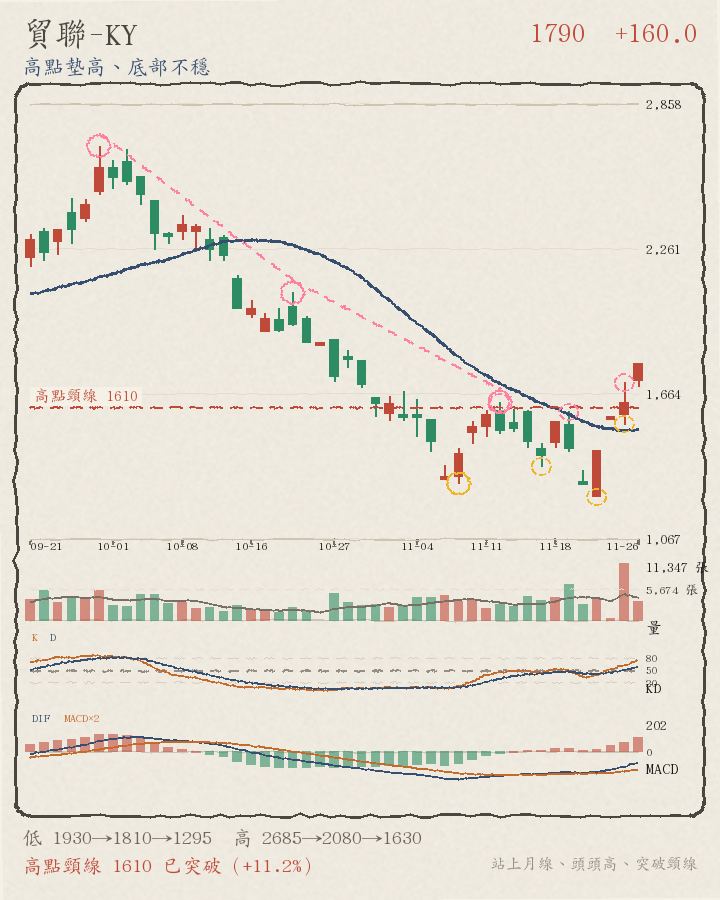 貿聯-KY
1790 +160.0
高點墊高、底部不穩
2,858
2,261
高點頸線 1610
1,664
1,067
09-21 10-01 10-08 10-16 10-27 11-04 11-11 11-18 11-26
11,347 張
5,674 張
量
K D
80
50
20
KD
DIF MACD×2
202
0
MACD
低 1930→1810→1295 高 2685→2080→1630
高點頸線 1610 已突破 (+11.2%)
站上月線、頭頭高、突破頸線